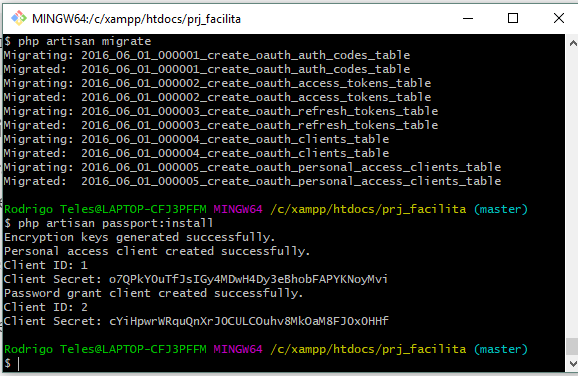 MINGW64:/c/xampp/htdocs/prj_facilita
$ php artisan migrate
Migrating: 2016_06_01_000001_create_oauth_auth_codes_table
Migrated:  2016_06_01_000001_create_oauth_auth_codes_table
Migrating: 2016_06_01_000002_create_oauth_access_tokens_table
Migrated:  2016_06_01_000002_create_oauth_access_tokens_table
Migrating: 2016_06_01_000003_create_oauth_refresh_tokens_table
Migrated:  2016_06_01_000003_create_oauth_refresh_tokens_table
Migrating: 2016_06_01_000004_create_oauth_clients_table
Migrated:  2016_06_01_000004_create_oauth_clients_table
Migrating: 2016_06_01_000005_create_oauth_personal_access_clients_table
Migrated:  2016_06_01_000005_create_oauth_personal_access_clients_table
Rodrigo Teles@LAPTOP-CFJ3PFFM MINGW64 /c/xampp/htdocs/prj_facilita (master)
$ php artisan passport:install
Encryption keys generated successfully.
Personal access client created successfully.
Client ID: 1
Client Secret: o7QPkYOuTfJsIGy4MDwH4Dy3eBhobFAPYKNoyMvi
Password grant client created successfully.
Client ID: 2
Client Secret: cYiHpwrWRquQnXrJOCULCOuhv8MkOaM8FJOxOHHf
Rodrigo Teles@LAPTOP-CFJ3PFFM MINGW64 /c/xampp/htdocs/prj_facilita (master)
$